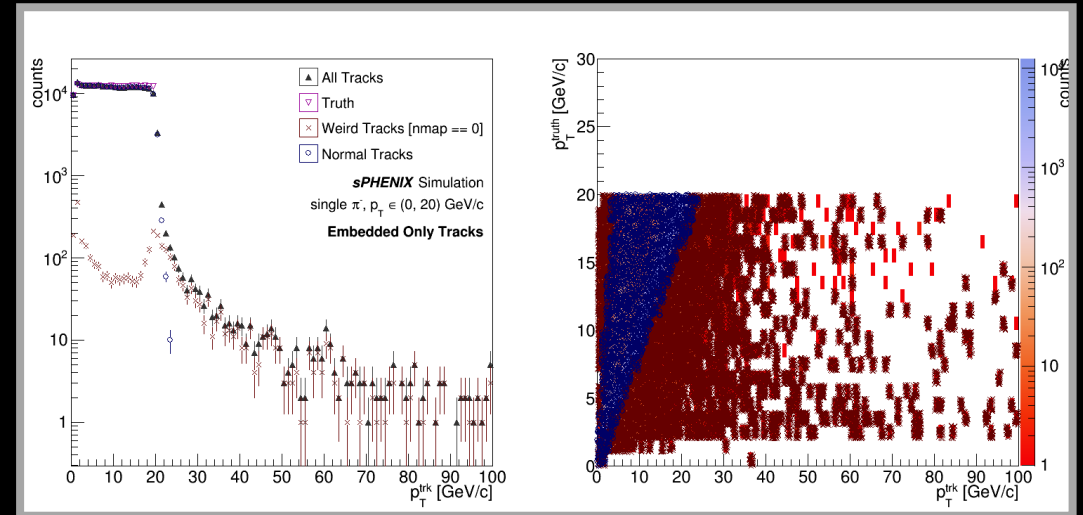 counts
10⁴
10³
10²
10
1
All Tracks
Truth
Weird Tracks [nmap == 0]
Normal Tracks
sPHENIX Simulation
single π⁻, p_T ∈ (0, 20) GeV/c
Embedded Only Tracks
0 10 20 30 40 50 60 70 80 90 100
p_T^trk [GeV/c]
p_T^truth [GeV/c]
30
25
20
15
10
5
0
0 10 20 30 40 50 60 70 80 90 100
p_T^trk [GeV/c]
counts
10⁴
10³
10²
10
1